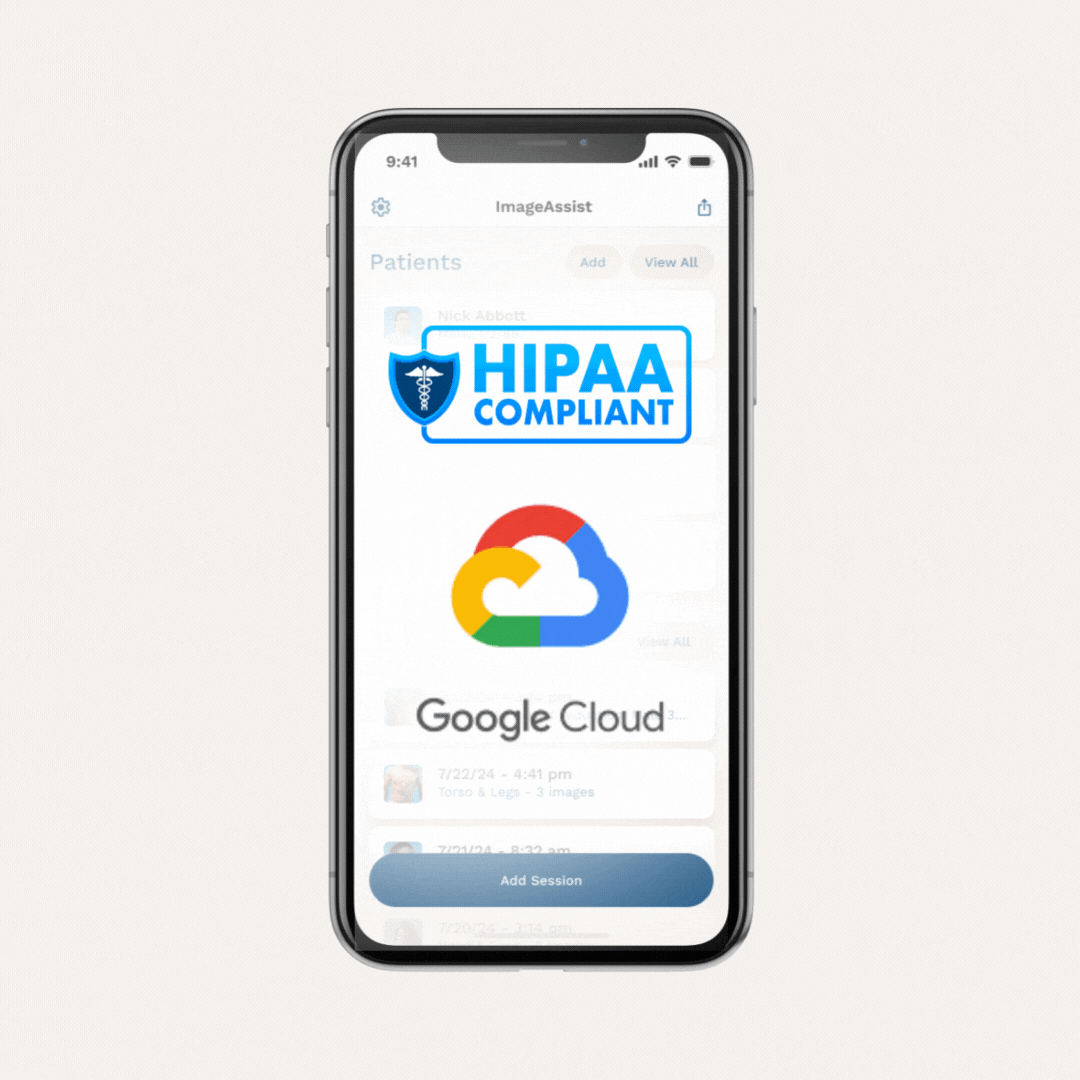 9:41
ImageAssist
Patients
Add
View All
Nick Abbott
HIPAA
COMPLIANT
View All
Google Cloud
7/22/24 - 4:41 pm
Torso & Legs - 3 images
7/21/24 - 8:32 am
Add Session
7/20/24 - 3:14 pm